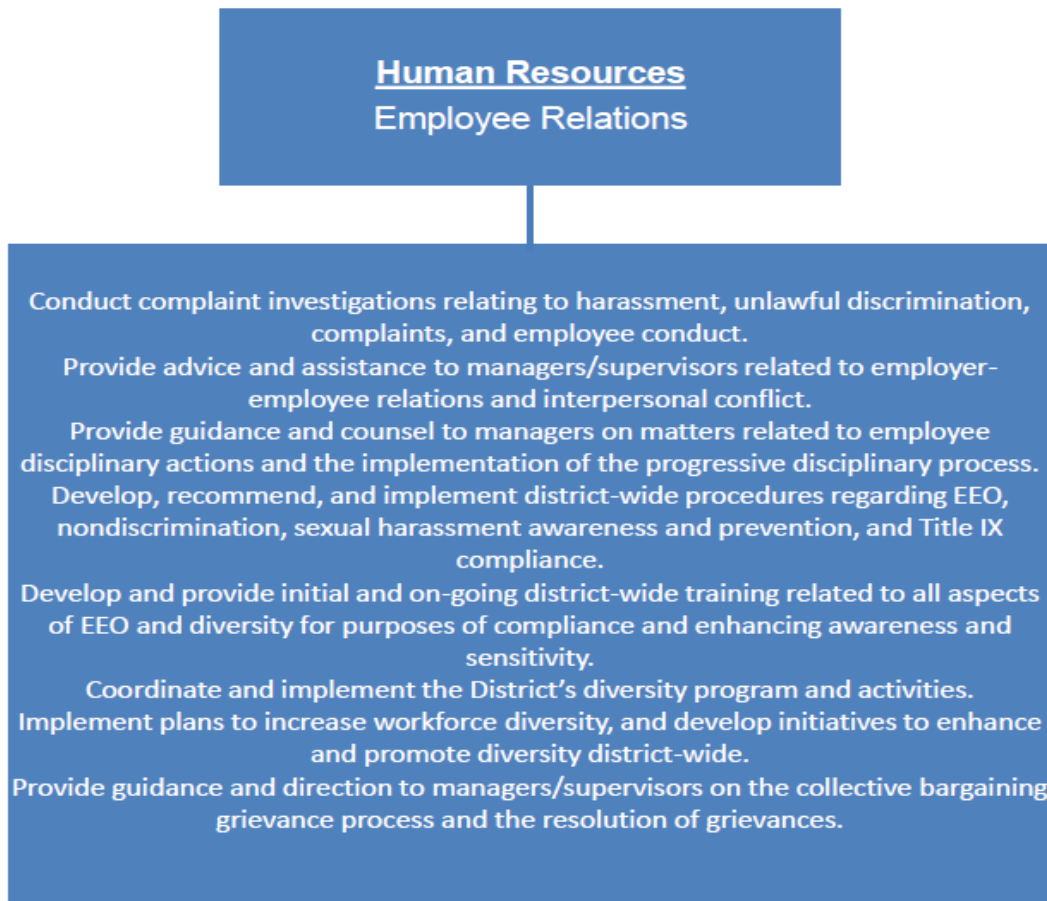 Human Resources
Employee Relations
Conduct complaint investigations relating to harassment, unlawful discrimination,
complaints, and employee conduct.
Provide advice and assistance to managers/supervisors related to employer-
employee relations and interpersonal conflict.
Provide guidance and counsel to managers on matters related to employee
disciplinary actions and the implementation of the progressive disciplinary process.
Develop, recommend, and implement district-wide procedures regarding EEO,
nondiscrimination, sexual harassment awareness and prevention, and Title IX
compliance.
Develop and provide initial and on-going district-wide training related to all aspects
of EEO and diversity for purposes of compliance and enhancing awareness and
sensitivity.
Coordinate and implement the District’s diversity program and activities.
Implement plans to increase workforce diversity, and develop initiatives to enhance
and promote diversity district-wide.
Provide guidance and direction to managers/supervisors on the collective bargaining
grievance process and the resolution of grievances.